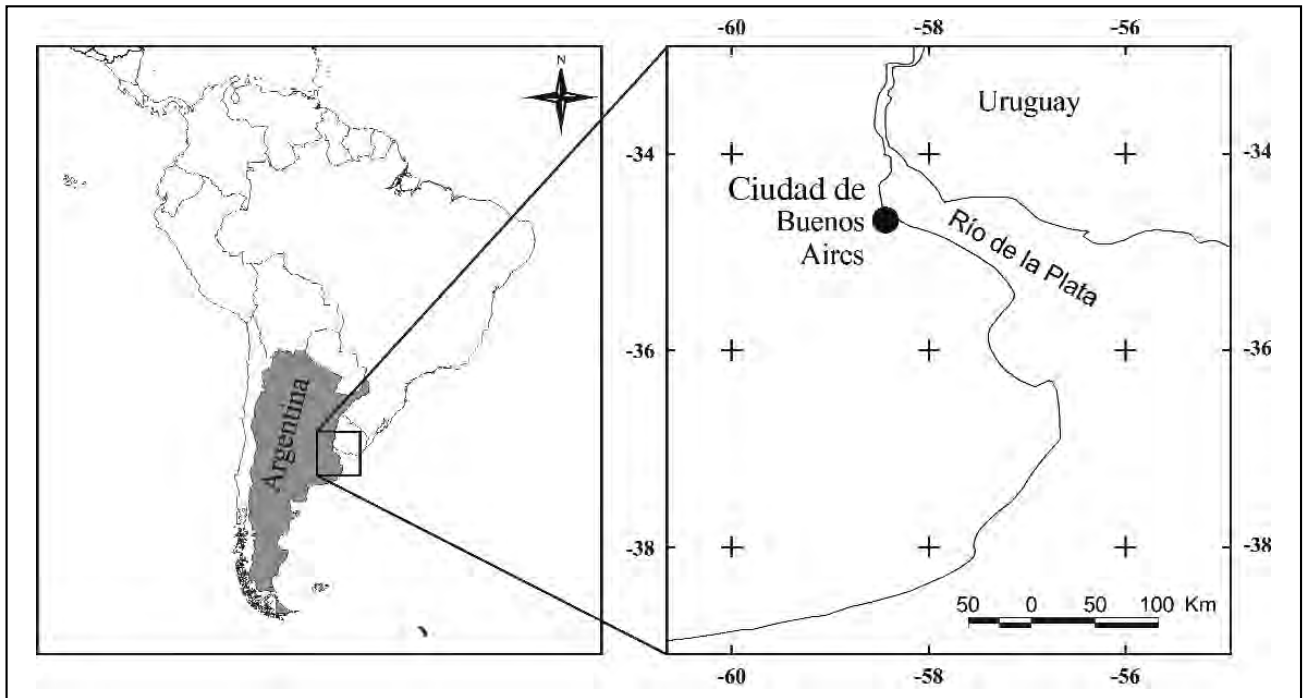 N
Argentina
-60 -58 -56
Uruguay
-34 -34
Ciudad de
Buenos
Aires
Río de la Plata
-36 -36
-38 -38
50 0 50 100 Km
-60 -58 -56